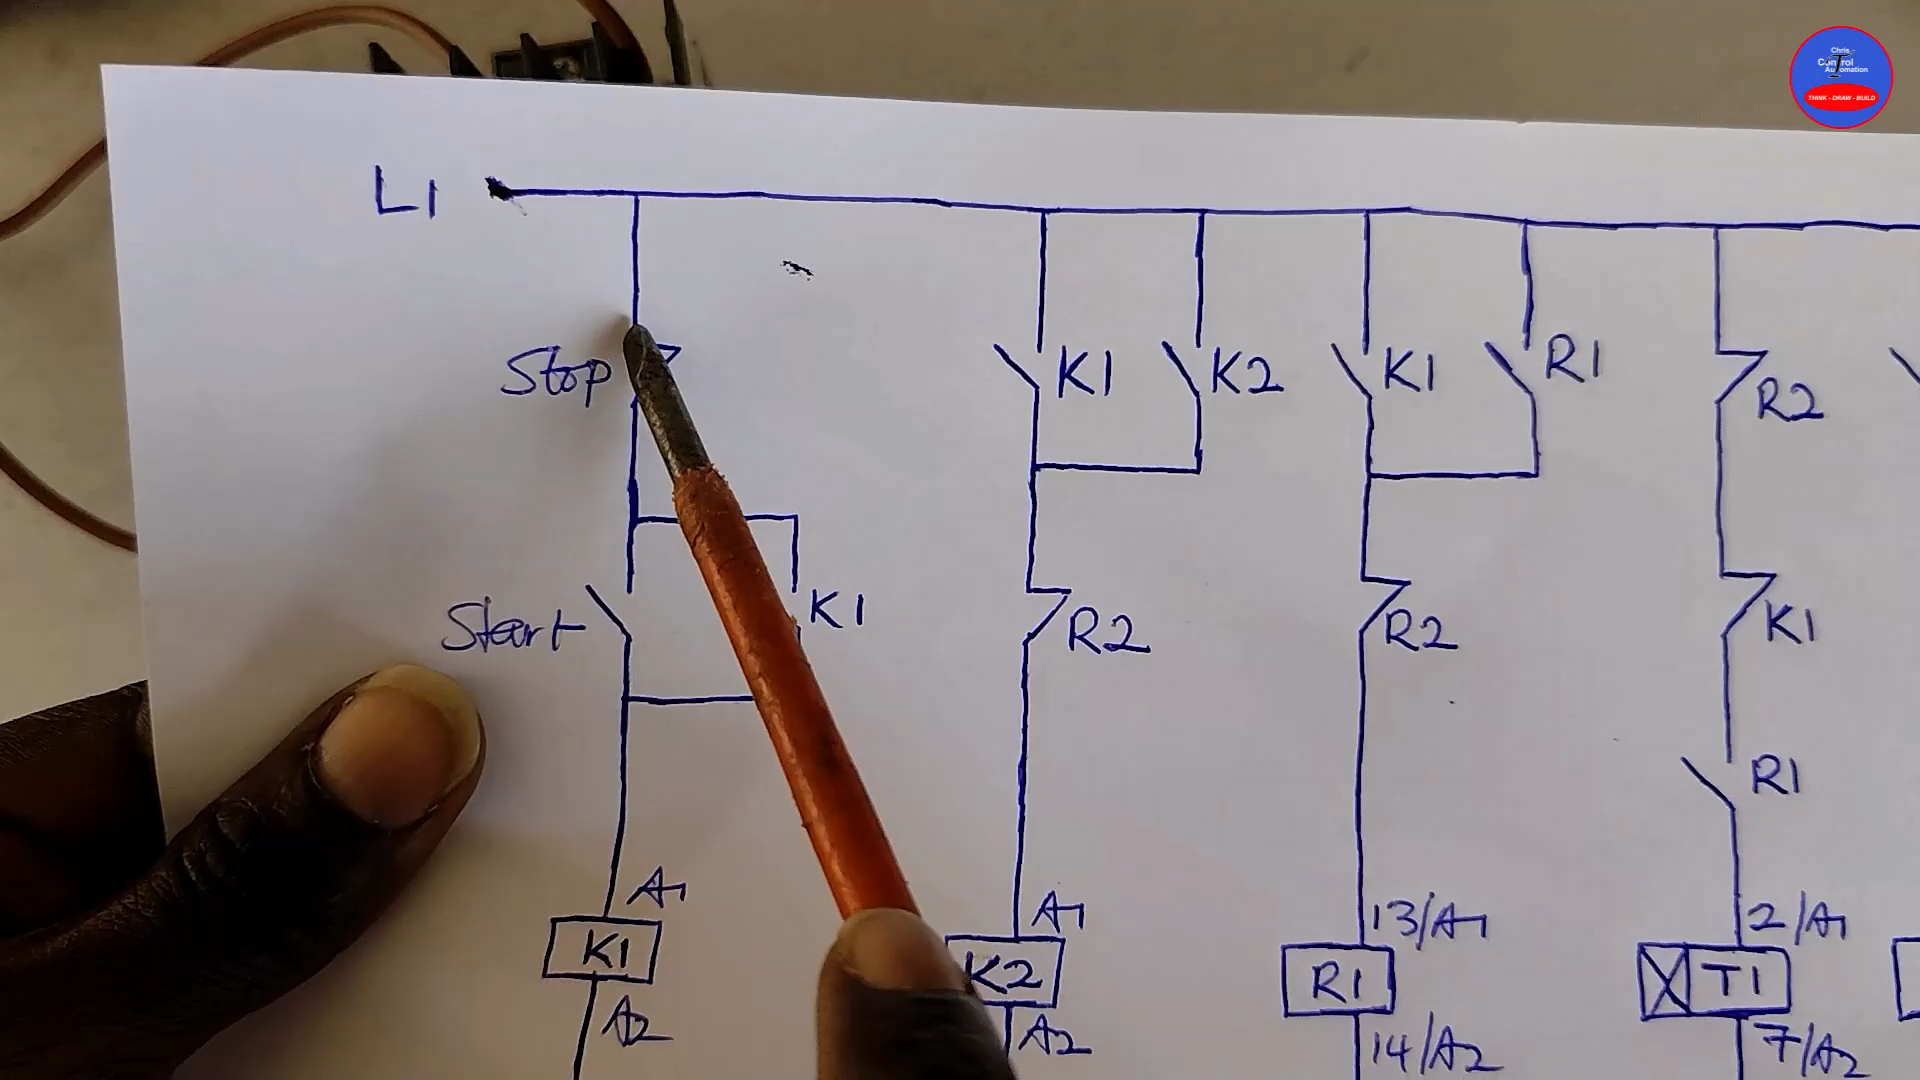 Chris
Control
Automation
THINK - DRAW - BUILD
L1
Stop
K1
K2
K1
R1
R2
Start
K1
R2
R2
K1
R1
A1
A1
13/A1
2/A1
K1
K2
R1
T1
A2
A2
14/A2
7/A2